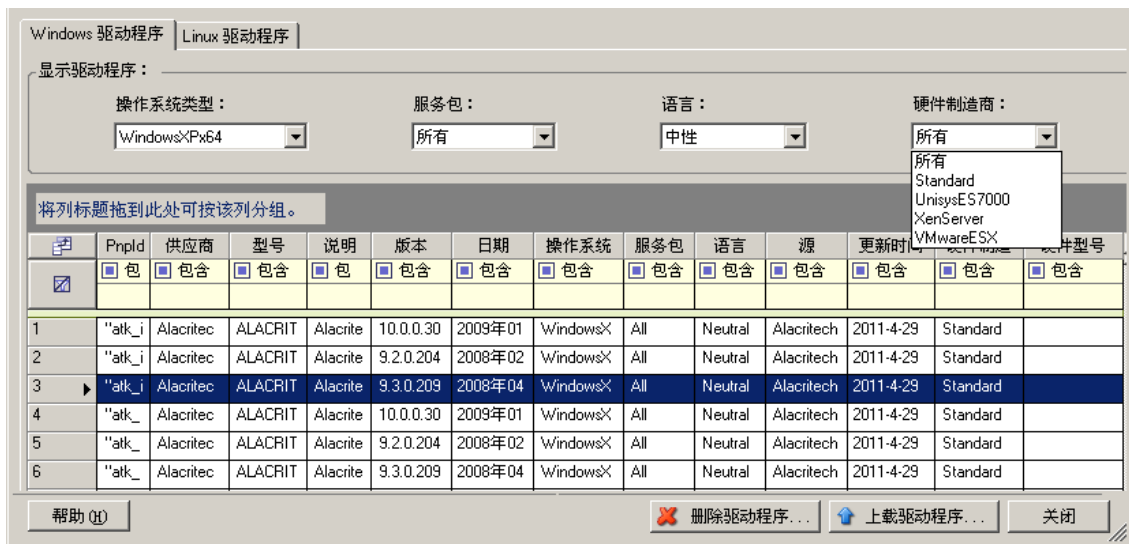 Windows 驱动程序 Linux 驱动程序
显示驱动程序：
操作系统类型： 服务包： 语言： 硬件制造商：
WindowsXPx64 所有 中性 所有
所有
Standard
UnisysES7000
XenServer
VMwareESX
将列标题拖到此处可按该列分组。
PnpId 供应商 型号 说明 版本 日期 操作系统 服务包 语言 源 更新时间 硬件型号
包 包含 包含 包 包含 包含 包含 包含 包含 包含 包含 包含 包含
1 "atk_i Alacritec ALACRIT Alacrite 10.0.0.30 2009年01 WindowsX All Neutral Alacritech 2011-4-29 Standard
2 "atk_i Alacritec ALACRIT Alacrite 9.2.0.204 2008年02 WindowsX All Neutral Alacritech 2011-4-29 Standard
3 "atk_i Alacritec ALACRIT Alacrite 9.3.0.209 2008年04 WindowsX All Neutral Alacritech 2011-4-29 Standard
4 "atk_ Alacritec ALACRIT Alacrite 10.0.0.30 2009年01 WindowsX All Neutral Alacritech 2011-4-29 Standard
5 "atk_ Alacritec ALACRIT Alacrite 9.2.0.204 2008年02 WindowsX All Neutral Alacritech 2011-4-29 Standard
6 "atk_ Alacritec ALACRIT Alacrite 9.3.0.209 2008年04 WindowsX All Neutral Alacritech 2011-4-29 Standard
帮助(H) 删除驱动程序... 上载驱动程序... 关闭